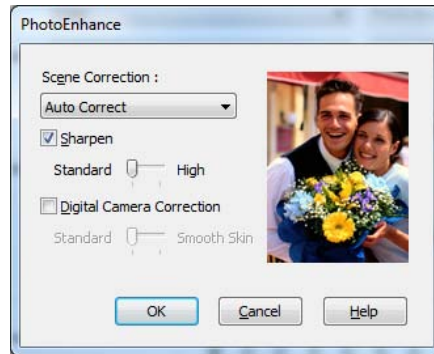 PhotoEnhance
Scene Correction :
Auto Correct
Sharpen
Standard High
Digital Camera Correction
Standard Smooth Skin
OK Cancel Help